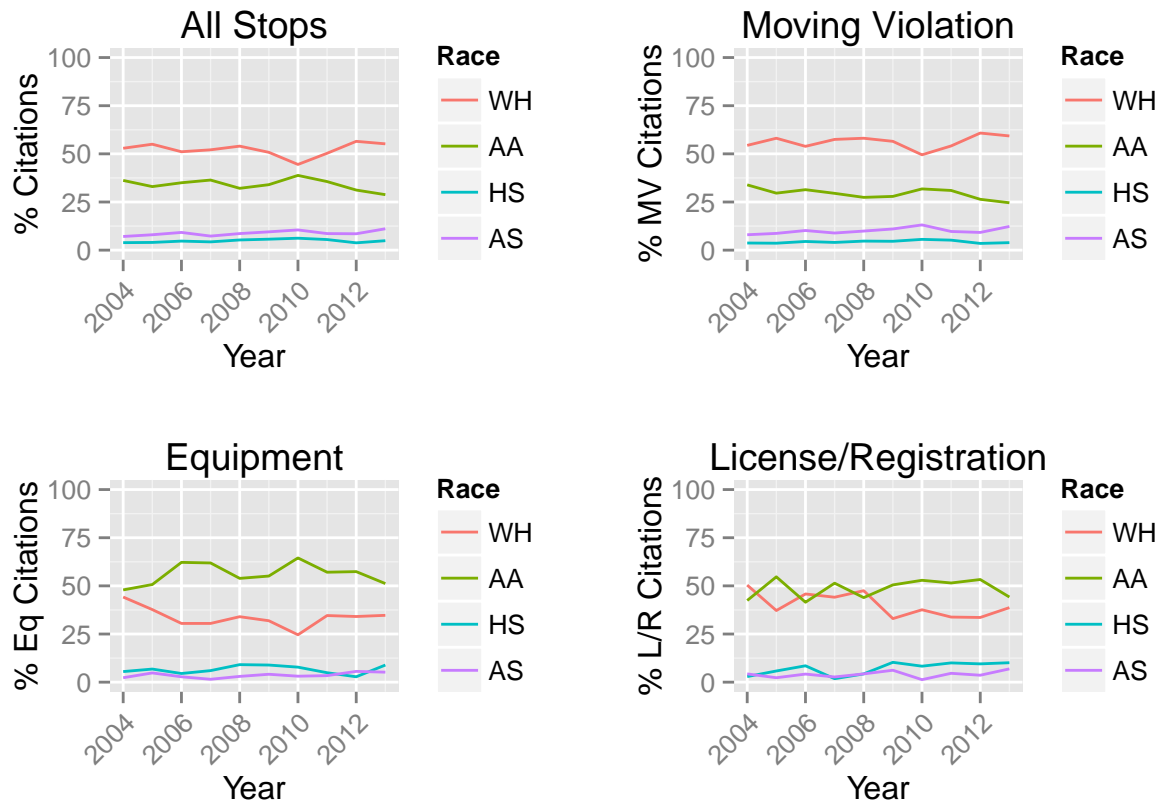 All Stops
% Citations
100
75
50
25
0
2004
2006
2008
2010
2012
Year
Race
WH
AA
HS
AS
Moving Violation
% MV Citations
100
75
50
25
0
2004
2006
2008
2010
2012
Year
Race
WH
AA
HS
AS
Equipment
% Eq Citations
100
75
50
25
0
2004
2006
2008
2010
2012
Year
Race
WH
AA
HS
AS
License/Registration
% L/R Citations
100
75
50
25
0
2004
2006
2008
2010
2012
Year
Race
WH
AA
HS
AS